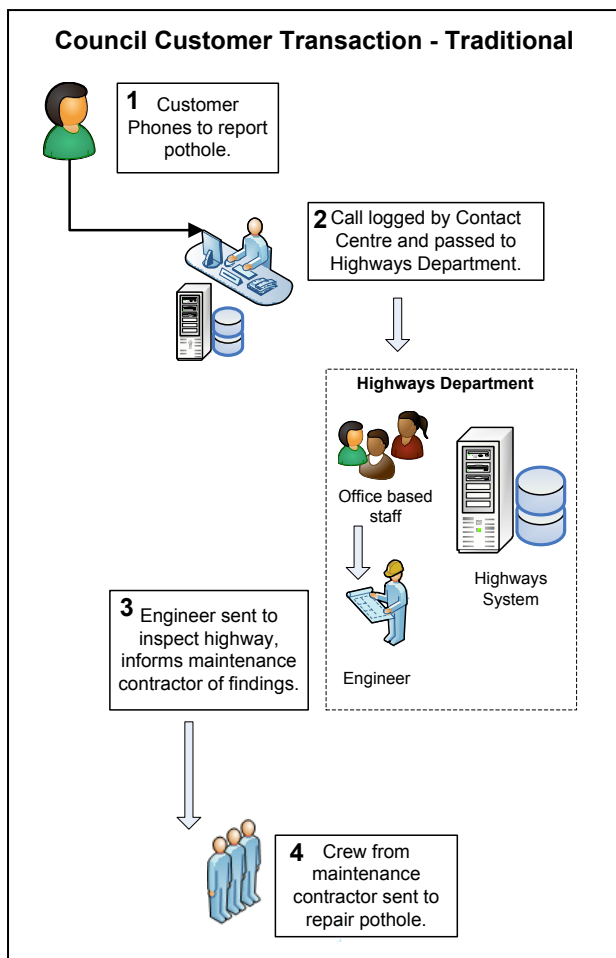 Council Customer Transaction - Traditional
1 Customer
Phones to report
pothole.
2 Call logged by Contact
Centre and passed to
Highways Department.
Highways Department
Office based
staff
Highways
System
Engineer
3 Engineer sent to
inspect highway,
informs maintenance
contractor of findings.
4 Crew from
maintenance
contractor sent to
repair pothole.